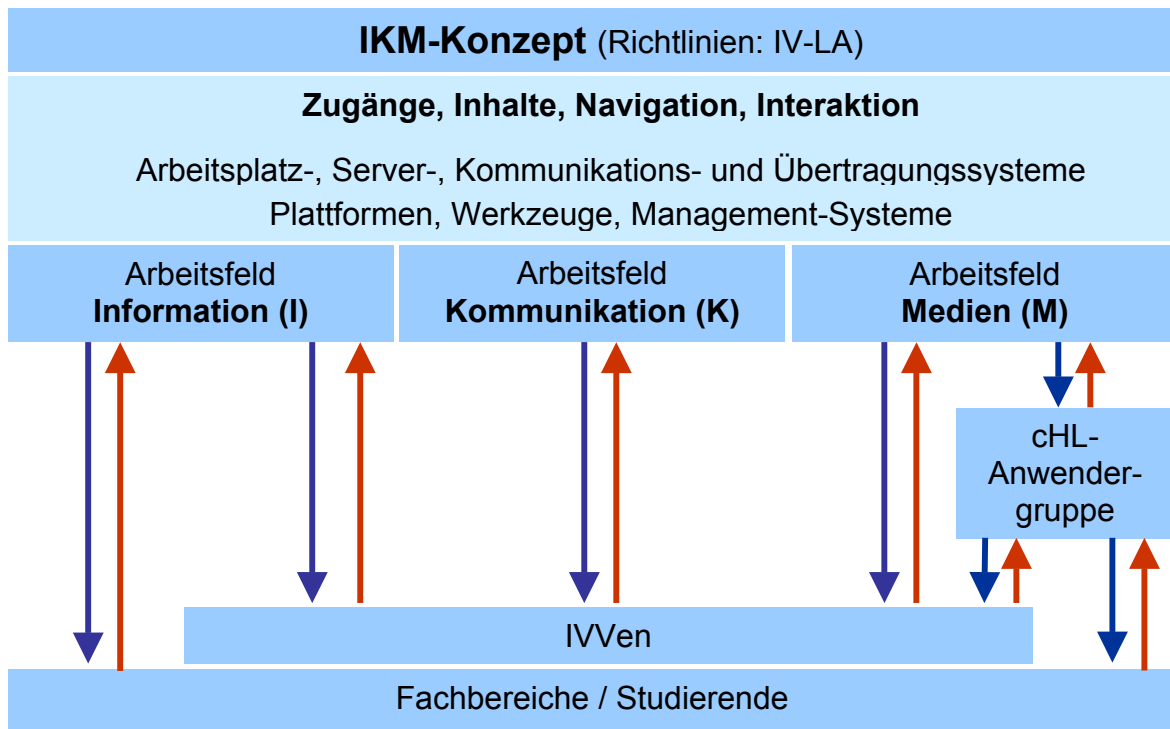 IKM-Konzept (Richtlinien: IV-LA)
Zugänge, Inhalte, Navigation, Interaktion
Arbeitsplatz-, Server-, Kommunikations- und Übertragungssysteme
Plattformen, Werkzeuge, Management-Systeme
Arbeitsfeld
Information (I)
Arbeitsfeld
Kommunikation (K)
Arbeitsfeld
Medien (M)
cHL-
Anwender-
gruppe
IVVen
Fachbereiche / Studierende